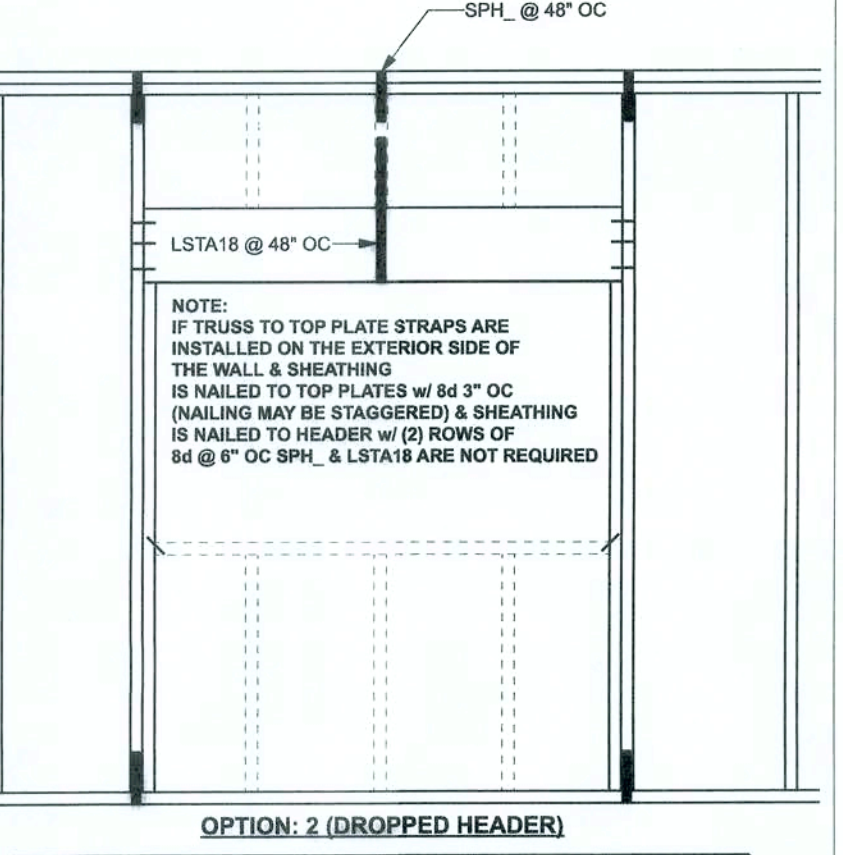 SPH_ @ 48" OC
LSTA18 @ 48" OC
NOTE:
IF TRUSS TO TOP PLATE STRAPS ARE
INSTALLED ON THE EXTERIOR SIDE OF
THE WALL & SHEATHING
IS NAILED TO TOP PLATES w/ 8d 3" OC
(NAILING MAY BE STAGGERED) & SHEATHING
IS NAILED TO HEADER w/ (2) ROWS OF
8d @ 6" OC SPH_ & LSTA18 ARE NOT REQUIRED
OPTION: 2 (DROPPED HEADER)